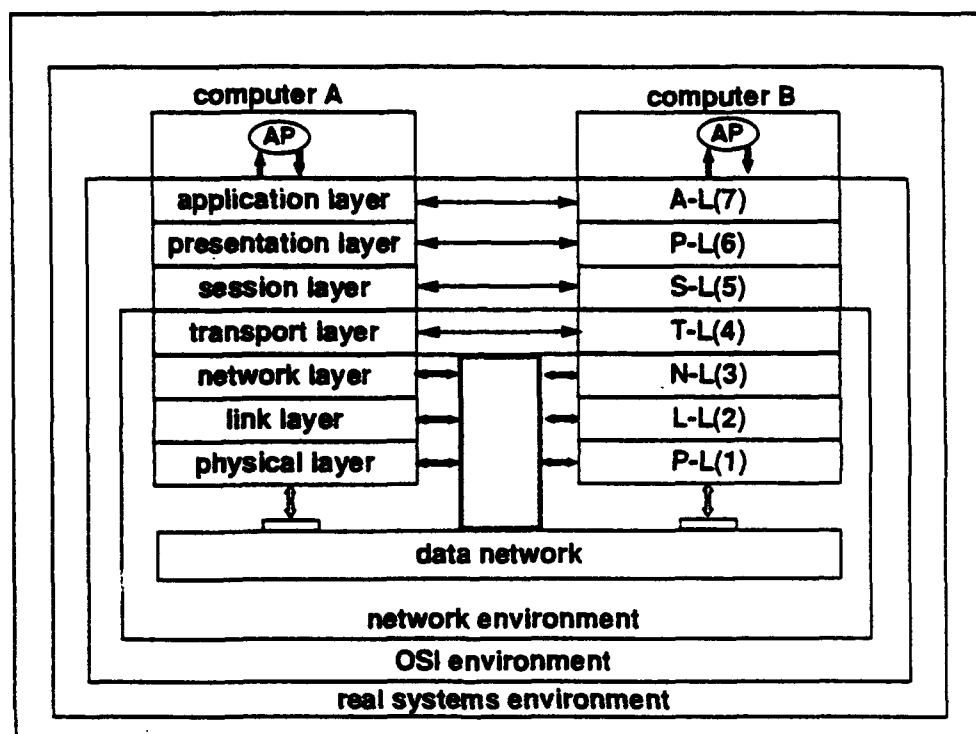 computer A
computer B
AP
AP
application layer
A-L(7)
presentation layer
P-L(6)
session layer
S-L(5)
transport layer
T-L(4)
network layer
N-L(3)
link layer
L-L(2)
physical layer
P-L(1)
data network
network environment
OSI environment
real systems environment